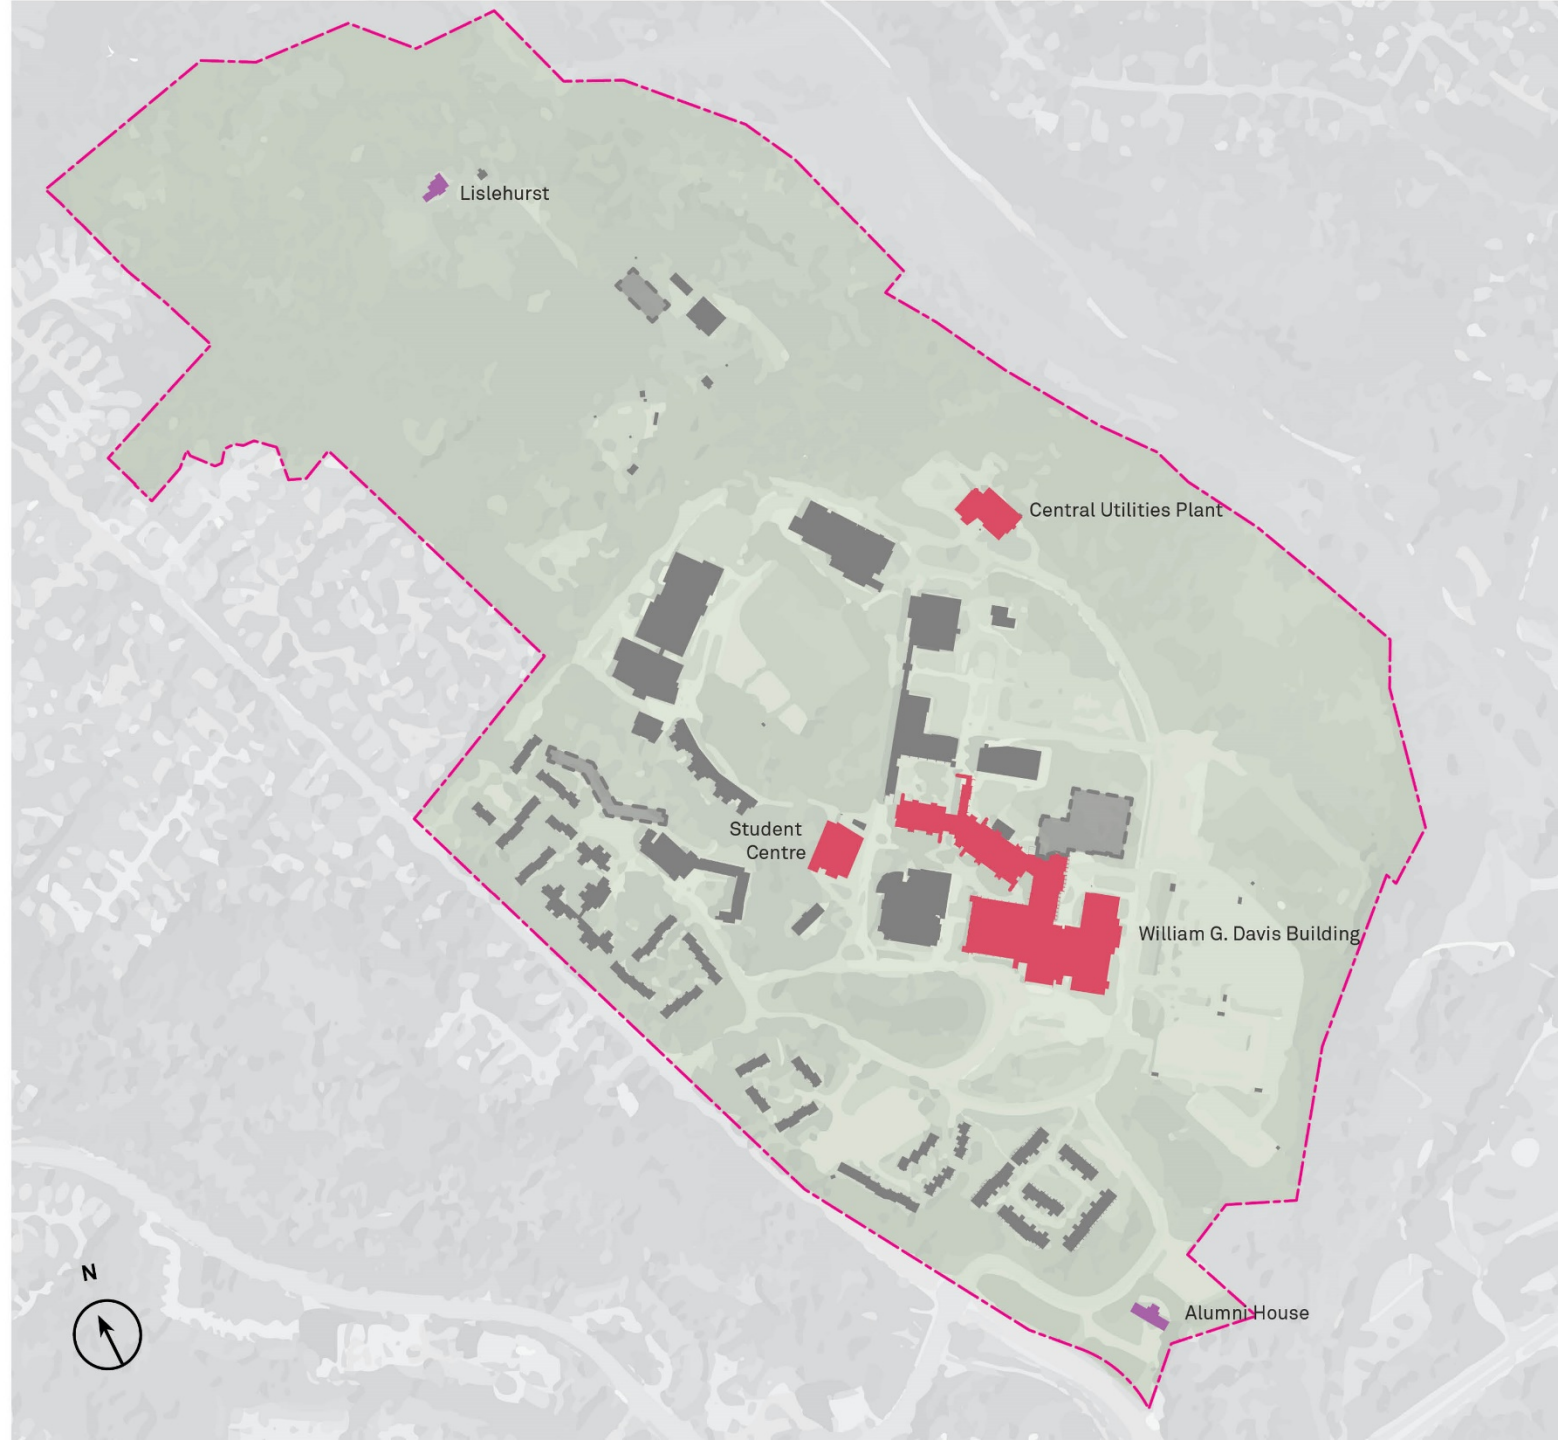 Lislehurst
Central Utilities Plant
Student
Centre
William G. Davis Building
N
Alumni House